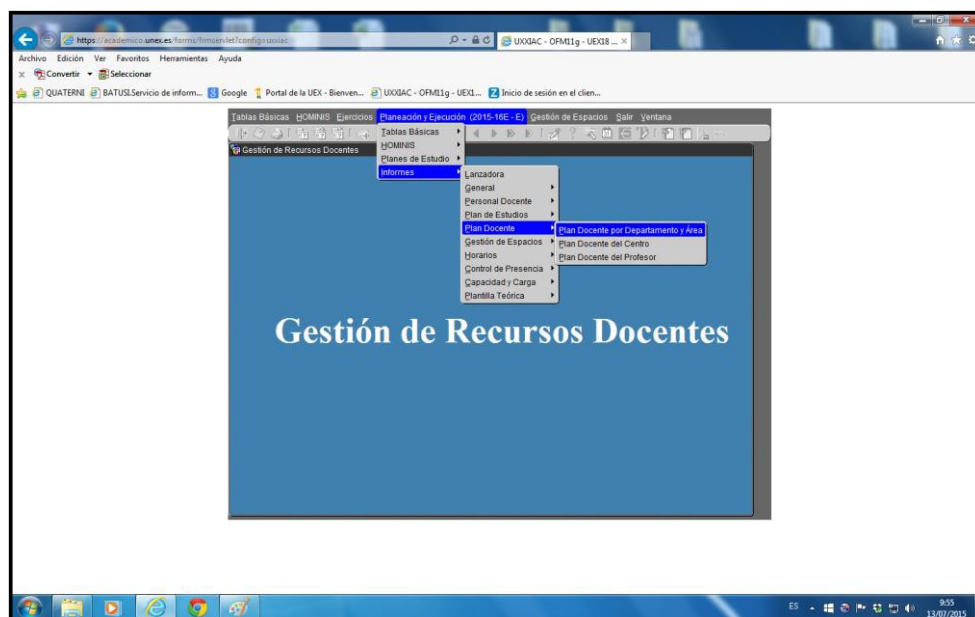 https://academico.unex.es/forms/frmservlet?config=uxxiac
UXXIAC - OFM11g - UEX18 ...
Archivo Edición Ver Favoritos Herramientas Ayuda
Convertir Seleccionar
QUATERNI BATUSI.Servicio de inform... Google Portal de la UEX - Bienven... UXXIAC - OFM11g - UEX1... Inicio de sesión en el clien...
Tablas Básicas HOMINIS Ejercicios Planeación y Ejecución (2015-16E - E) Gestión de Espacios Salir Ventana
Tablas Básicas
Gestión de Recursos Docentes
HOMINIS
Planes de Estudio
Informes
Lanzadora
General
Personal Docente
Plan de Estudios
Plan Docente
Plan Docente por Departamento y Área
Gestión de Espacios
Plan Docente del Centro
Horarios
Plan Docente del Profesor
Control de Presencia
Capacidad y Carga
Plantilla Teórica
Gestión de Recursos Docentes
ES
9:55
13/07/2015